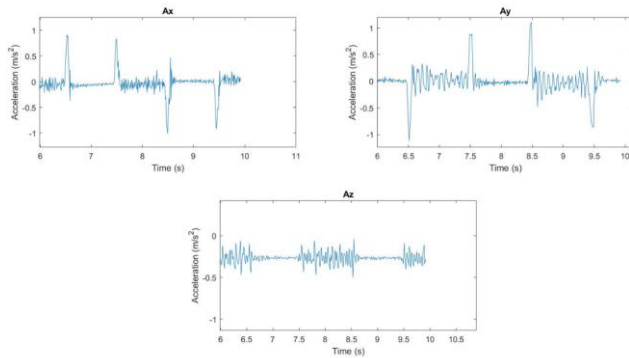 Ax
Acceleration (m/s²)
1
0.5
0
-0.5
-1
6 7 8 9 10 11
Time (s)
Ay
Acceleration (m/s²)
1
0.5
0
-0.5
-1
6 6.5 7 7.5 8 8.5 9 9.5 10
Time (s)
Az
Acceleration (m/s²)
0
-0.5
-1
6 6.5 7 7.5 8 8.5 9 9.5 10 10.5
Time (s)